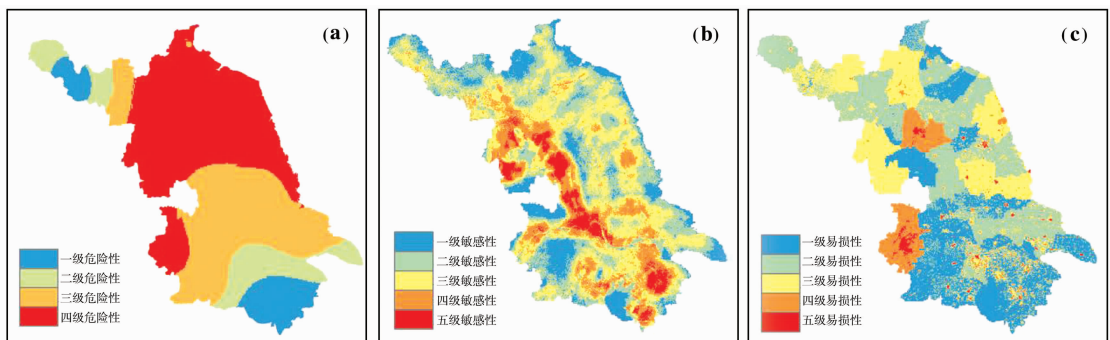 (a)
一级危险性
二级危险性
三级危险性
四级危险性
(b)
一级敏感性
二级敏感性
三级敏感性
四级敏感性
五级敏感性
(c)
一级易损性
二级易损性
三级易损性
四级易损性
五级易损性